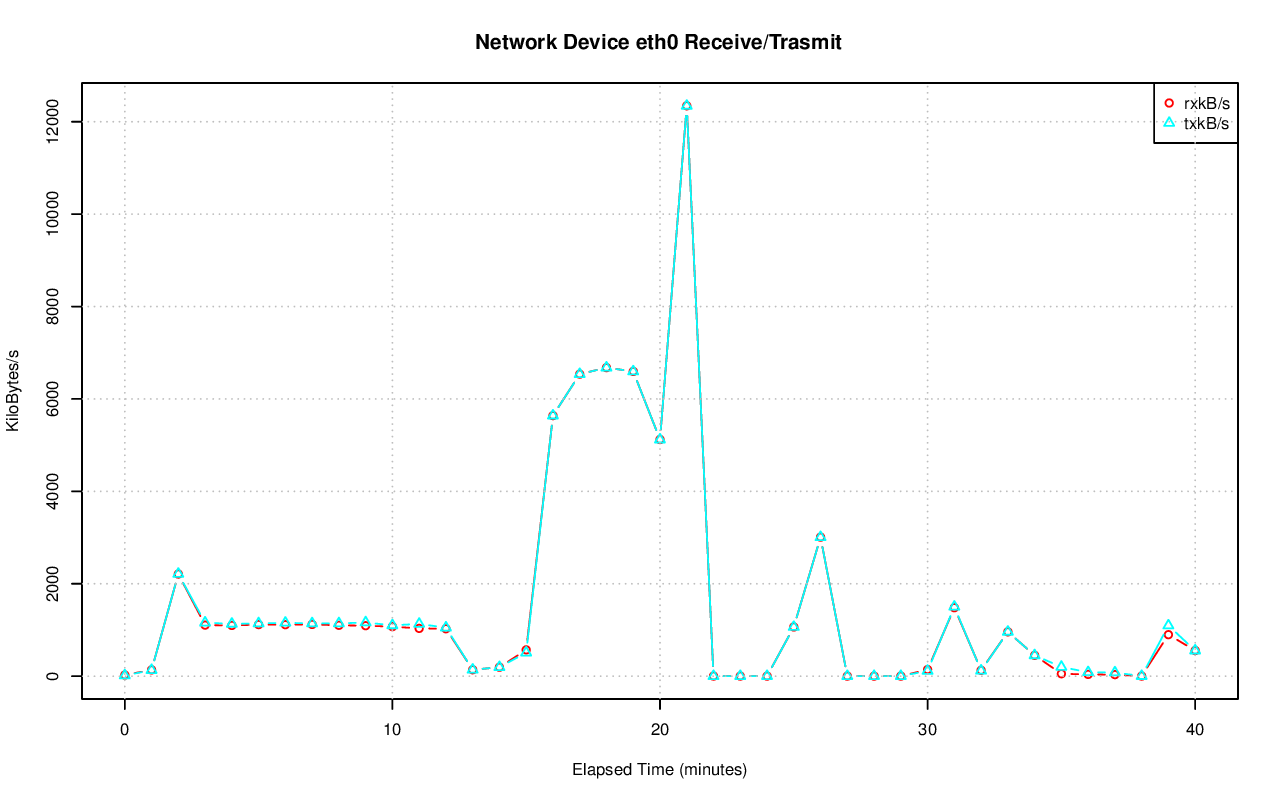 Network Device eth0 Receive/Trasmit
rxkB/s
txkB/s
12000
10000
8000
6000
4000
2000
0
KiloBytes/s
0 10 20 30 40
Elapsed Time (minutes)